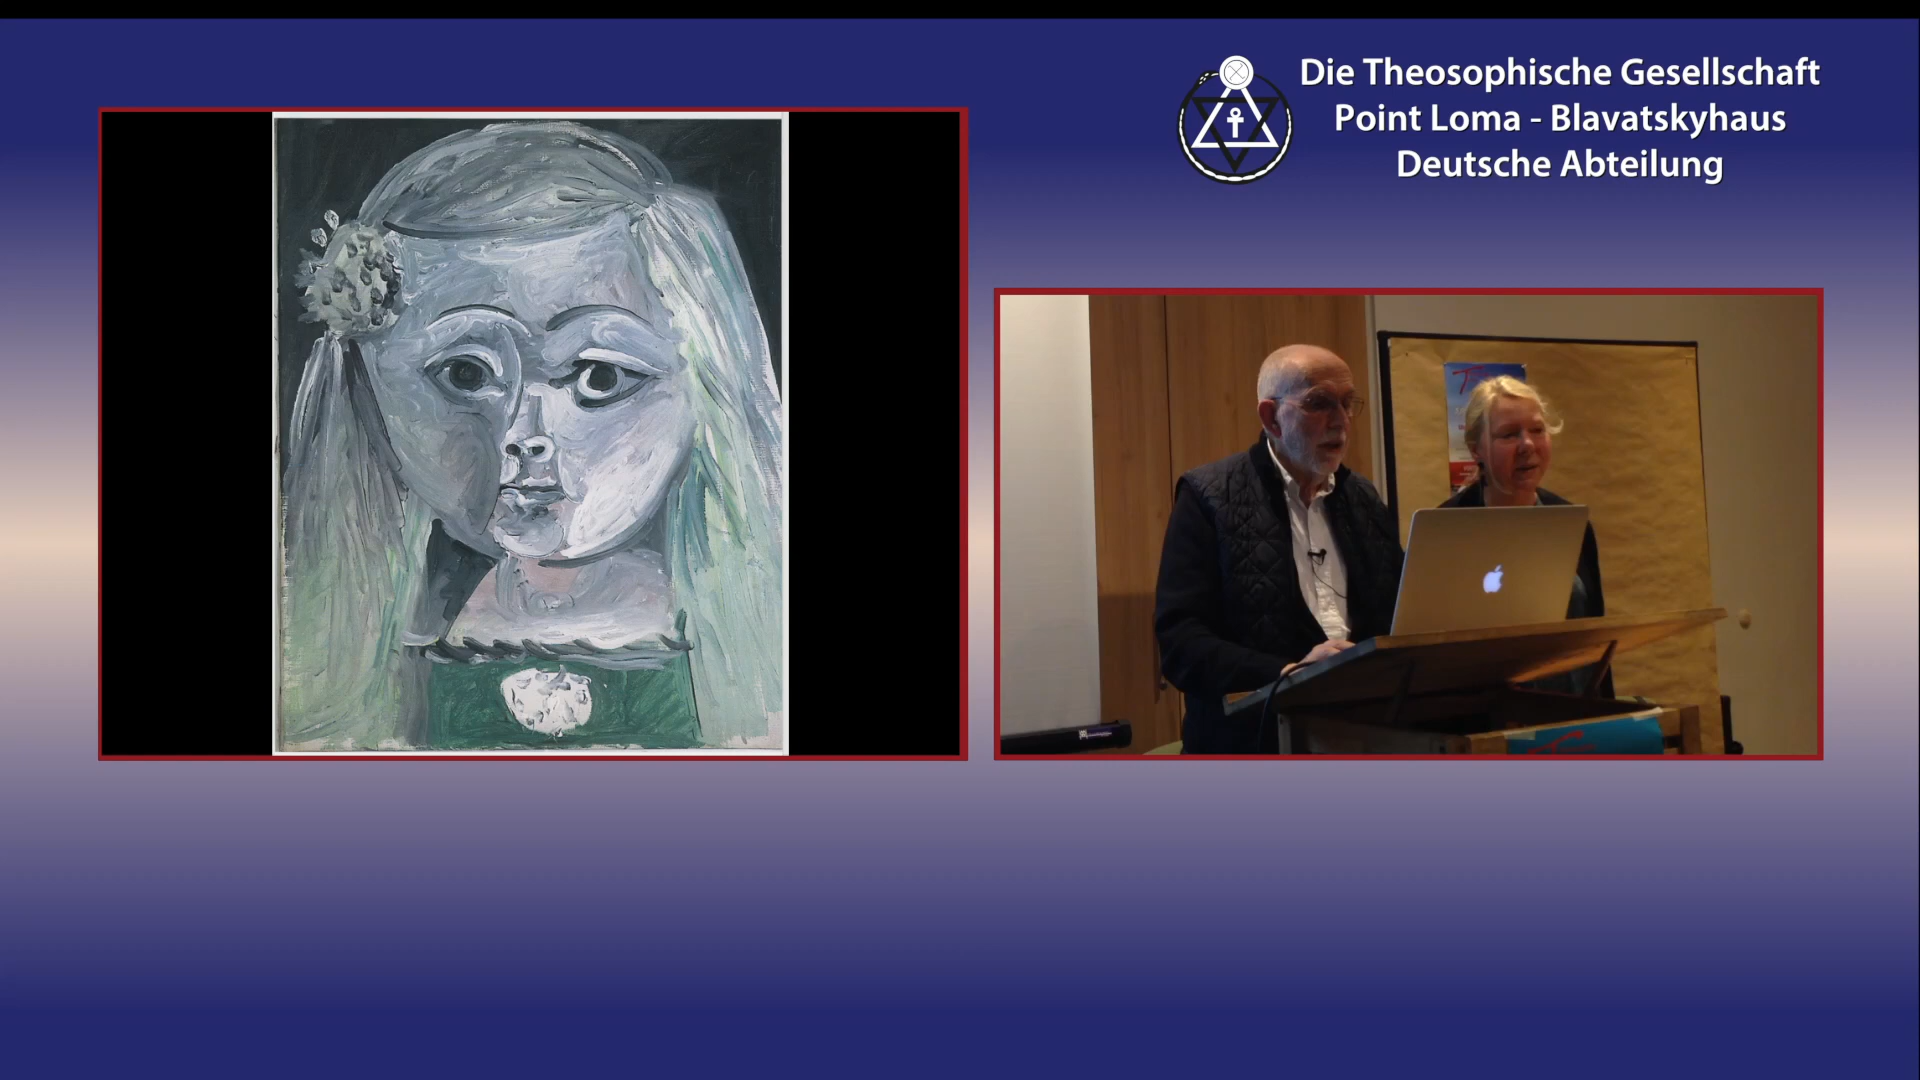 Die Theosophische Gesellschaft
Point Loma - Blavatskyhaus
Deutsche Abteilung